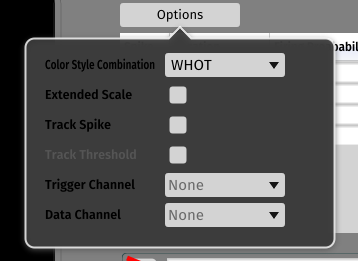 Options
Color Style Combination WHOT
Extended Scale
Track Spike
Track Threshold
Trigger Channel None
Data Channel None